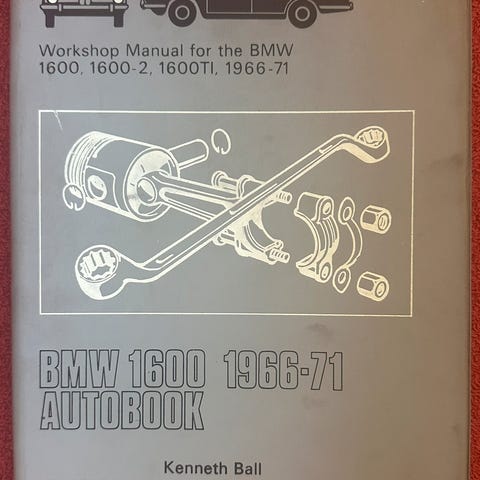 Workshop Manual for the BMW
1600, 1600-2, 1600TI, 1966-71
BMW 1600 1966-71
AUTOBOOK
Kenneth Ball